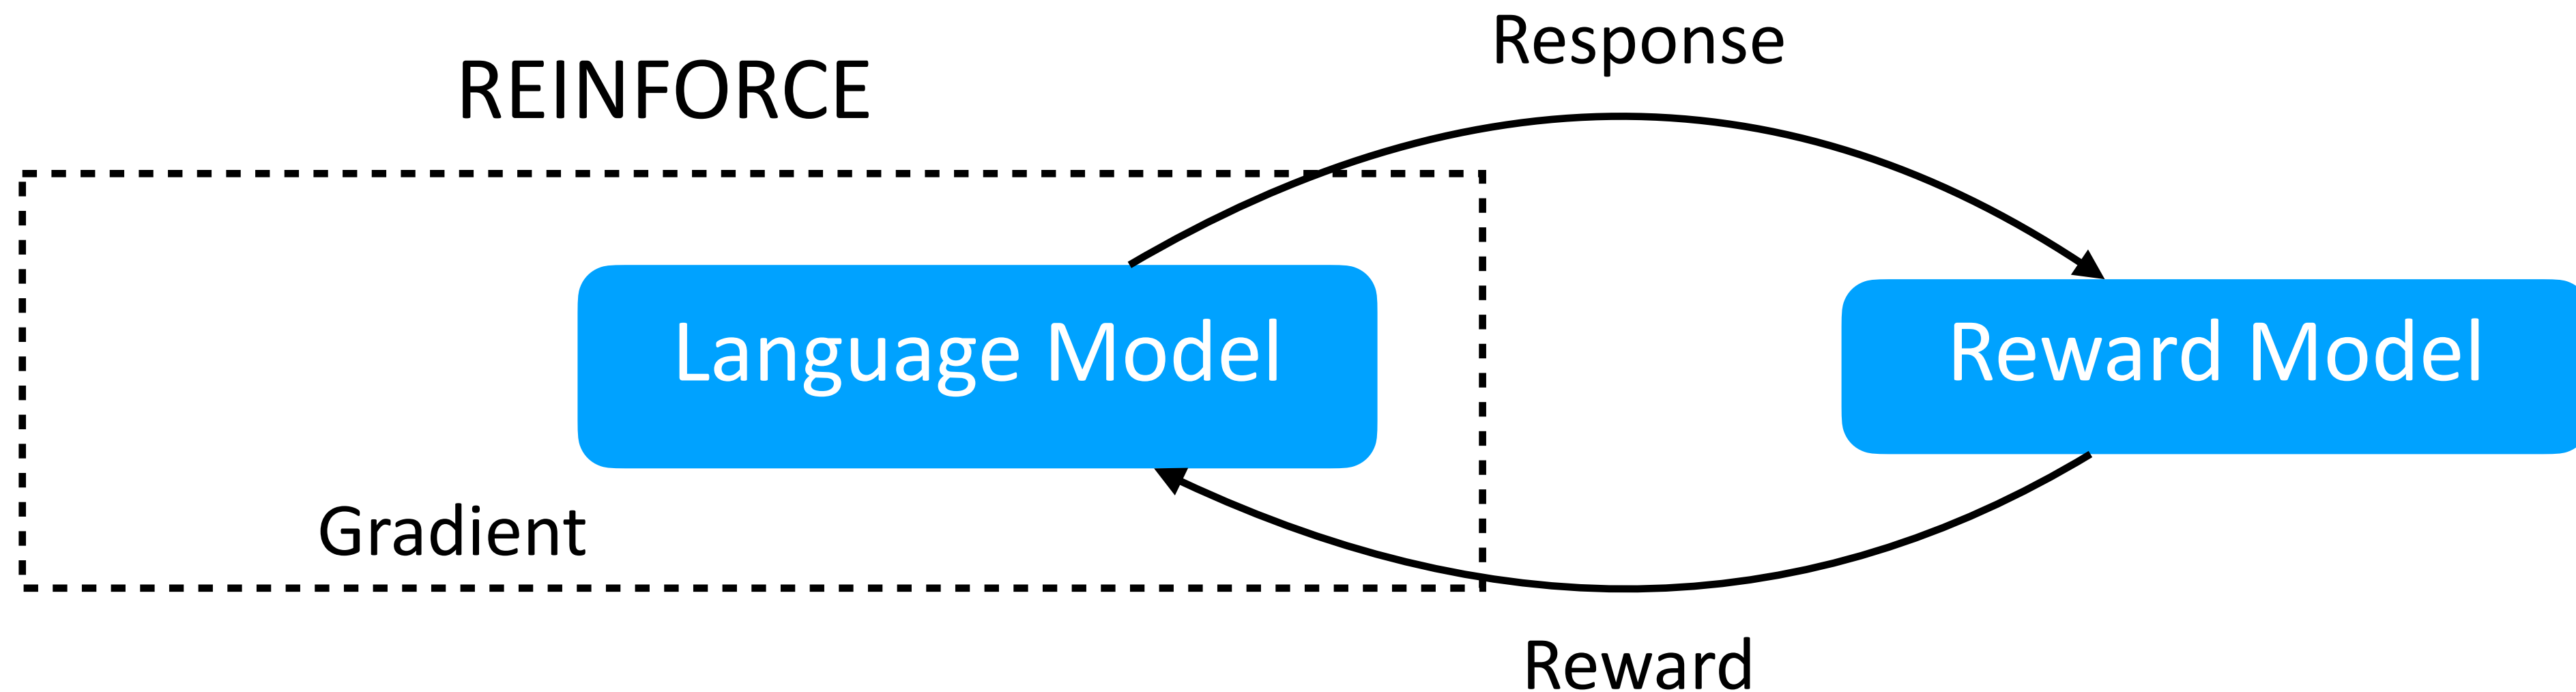 Response
REINFORCE
Language Model
Reward Model
Gradient
Reward